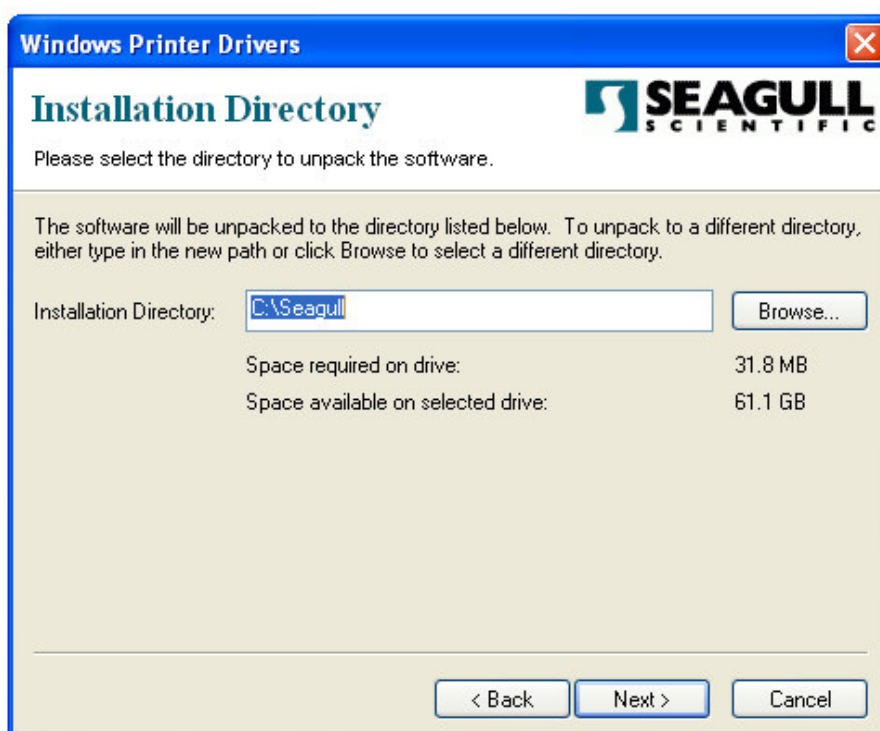 Windows Printer Drivers
Installation Directory
SEAGULL
SCIENTIFIC
Please select the directory to unpack the software.
The software will be unpacked to the directory listed below.  To unpack to a different directory,
either type in the new path or click Browse to select a different directory.
Installation Directory: C:\Seagull Browse...
Space required on drive: 31.8 MB
Space available on selected drive: 61.1 GB
< Back Next > Cancel